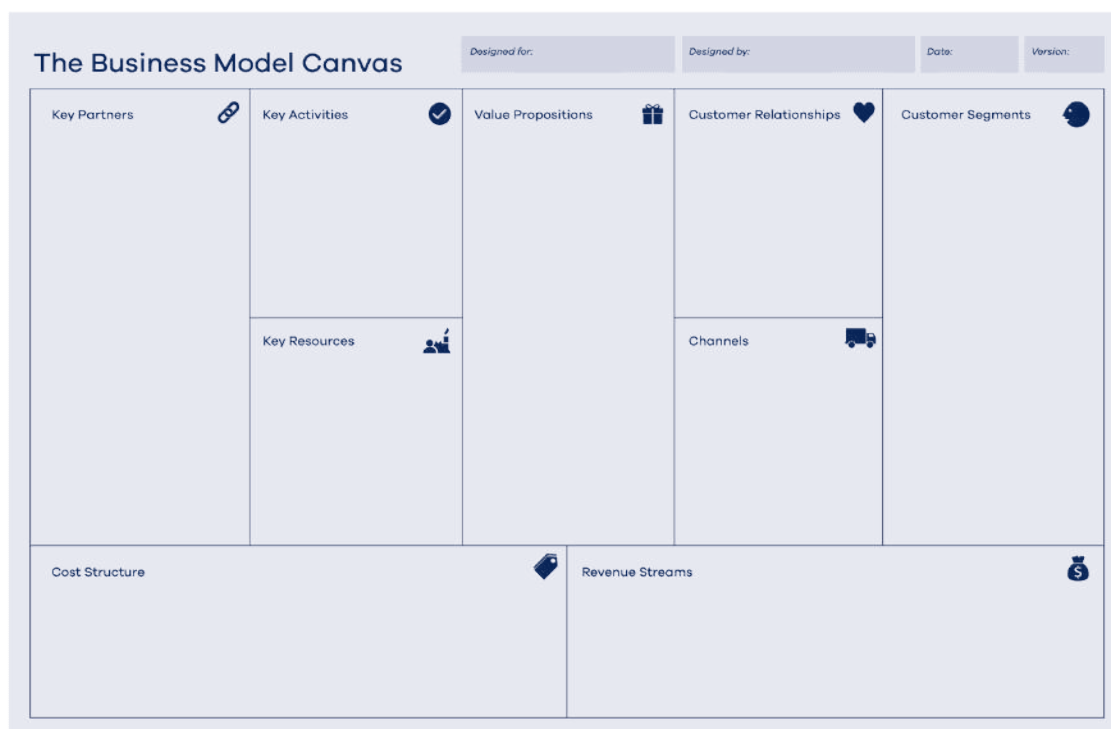 The Business Model Canvas
Designed for:
Designed by:
Date:
Version:
Key Partners
Key Activities
Value Propositions
Customer Relationships
Customer Segments
Key Resources
Channels
Cost Structure
Revenue Streams
$